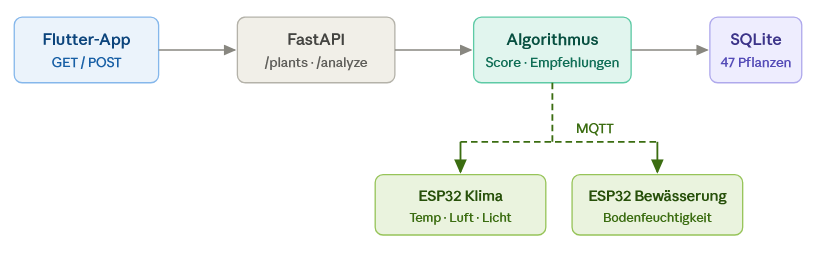 Flutter-App
GET / POST
FastAPI
/plants · /analyze
Algorithmus
Score · Empfehlungen
SQLite
47 Pflanzen
MQTT
ESP32 Klima
Temp · Luft · Licht
ESP32 Bewässerung
Bodenfeuchtigkeit